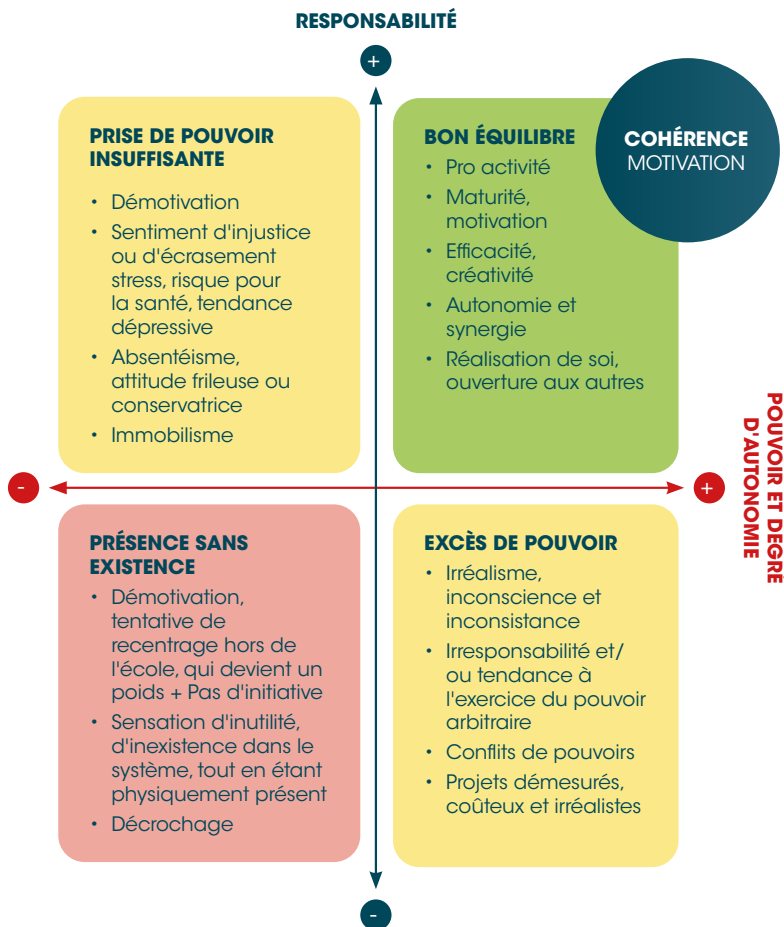 RESPONSABILITÉ
+
PRISE DE POUVOIR
INSUFFISANTE
• Démotivation
• Sentiment d'injustice
ou d'écrasement
stress, risque pour
la santé, tendance
dépressive
• Absentéisme,
attitude frileuse ou
conservatrice
• Immobilisme
BON ÉQUILIBRE
• Pro activité
• Maturité,
motivation
• Efficacité,
créativité
• Autonomie et
synergie
• Réalisation de soi,
ouverture aux autres
COHÉRENCE
MOTIVATION
-
+
POUVOIR ET DEGRE
D'AUTONOMIE
PRÉSENCE SANS
EXISTENCE
• Démotivation,
tentative de
recentrage hors de
l'école, qui devient un
poids + Pas d'initiative
• Sensation d'inutilité,
d'inexistence dans le
système, tout en étant
physiquement présent
• Décrochage
EXCÈS DE POUVOIR
• Irréalisme,
inconscience et
inconsistance
• Irresponsabilité et/
ou tendance à
l'exercice du pouvoir
arbitraire
• Conflits de pouvoirs
• Projets démesurés,
coûteux et irréalistes
-